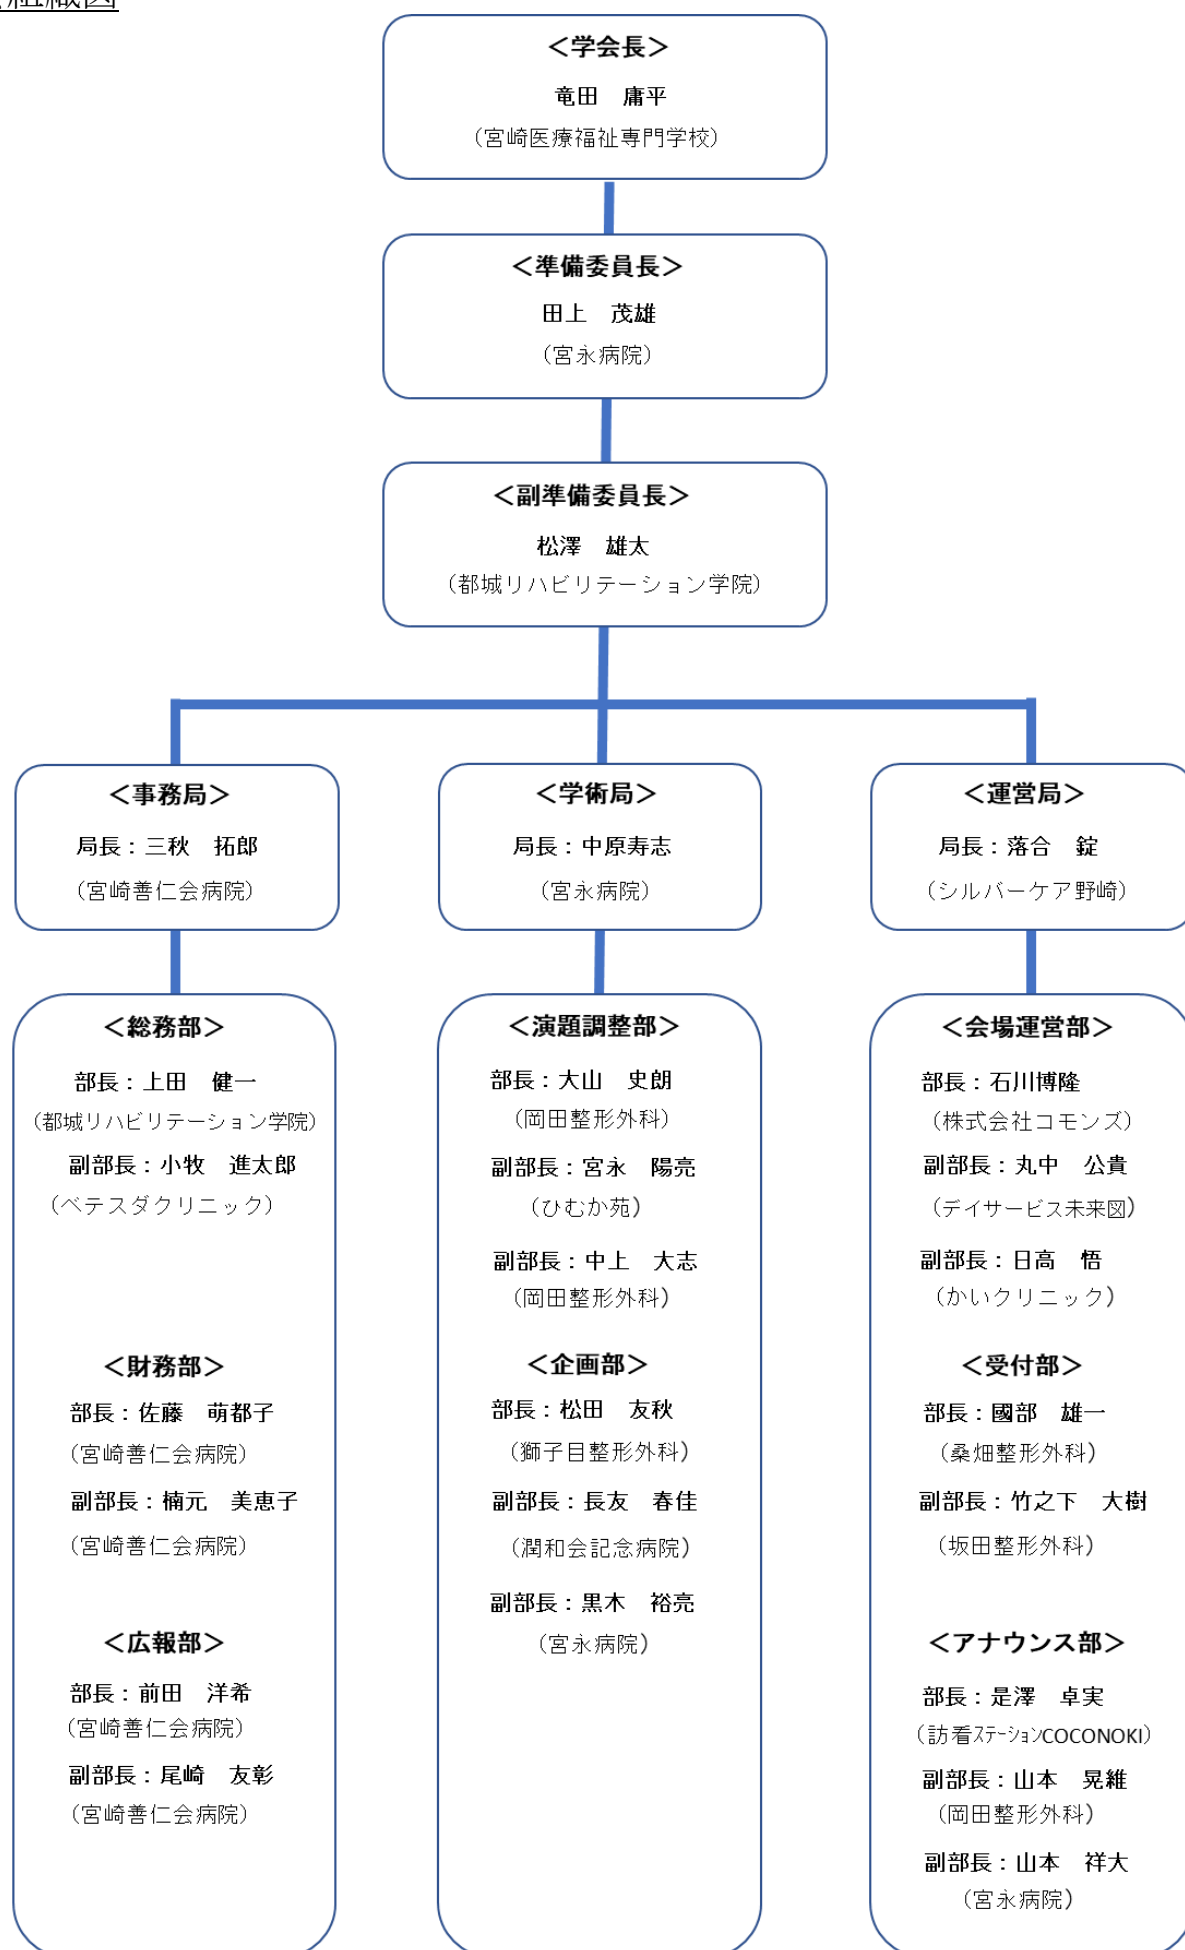 組織図
＜学会長＞
竜田　庸平
（宮崎医療福祉専門学校）
＜準備委員長＞
田上　茂雄
（宮永病院）
＜副準備委員長＞
松澤　雄太
（都城リハビリテーション学院）
＜事務局＞
局長：三秋　拓郎
（宮崎善仁会病院）
＜学術局＞
局長：中原寿志
（宮永病院）
＜運営局＞
局長：落合　錠
（シルバーケア野崎）
＜総務部＞
部長：上田　健一
（都城リハビリテーション学院）
副部長：小牧　進太郎
（ベテスダクリニック）
＜財務部＞
部長：佐藤　萌都子
（宮崎善仁会病院）
副部長：楠元　美恵子
（宮崎善仁会病院）
＜広報部＞
部長：前田　洋希
（宮崎善仁会病院）
副部長：尾崎　友彰
（宮崎善仁会病院）
＜演題調整部＞
部長：大山　史朗
（岡田整形外科）
副部長：宮永　陽亮
（ひむか苑）
副部長：中上　大志
（岡田整形外科）
＜企画部＞
部長：松田　友秋
（獅子目整形外科）
副部長：長友　春佳
（潤和会記念病院）
副部長：黒木　裕亮
（宮永病院）
＜会場運営部＞
部長：石川博隆
（株式会社コモンズ）
副部長：丸中　公貴
（デイサービス未来図）
副部長：日高　悟
（かいクリニック）
＜受付部＞
部長：國部　雄一
（桑畑整形外科）
副部長：竹之下　大樹
（坂田整形外科）
＜アナウンス部＞
部長：是澤　卓実
（訪看ｽﾃｰｼｮﾝCOCONOKI）
副部長：山本　晃維
（岡田整形外科）
副部長：山本　祥大
（宮永病院）